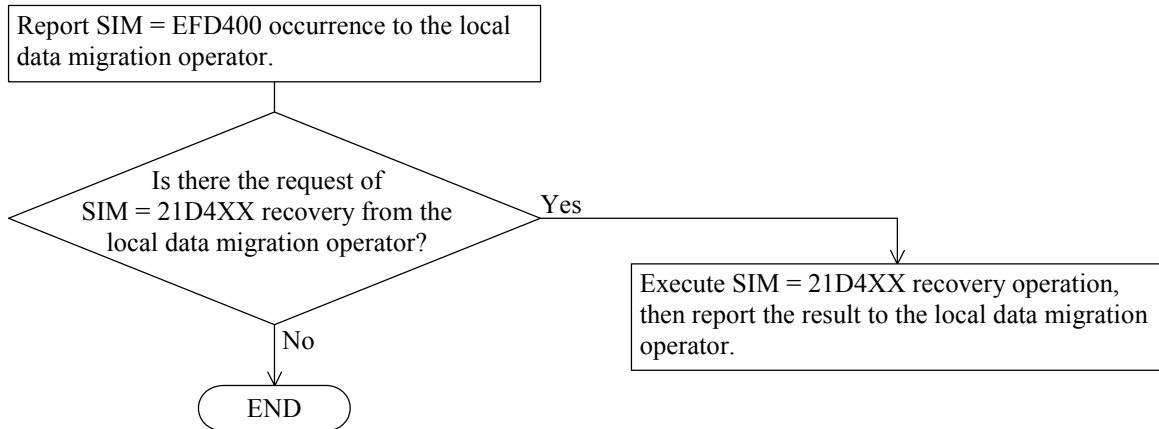 Report SIM = EFD400 occurrence to the local
data migration operator.
Is there the request of
SIM = 21D4XX recovery from the
local data migration operator?
Yes
Execute SIM = 21D4XX recovery operation,
then report the result to the local data migration
operator.
No
END